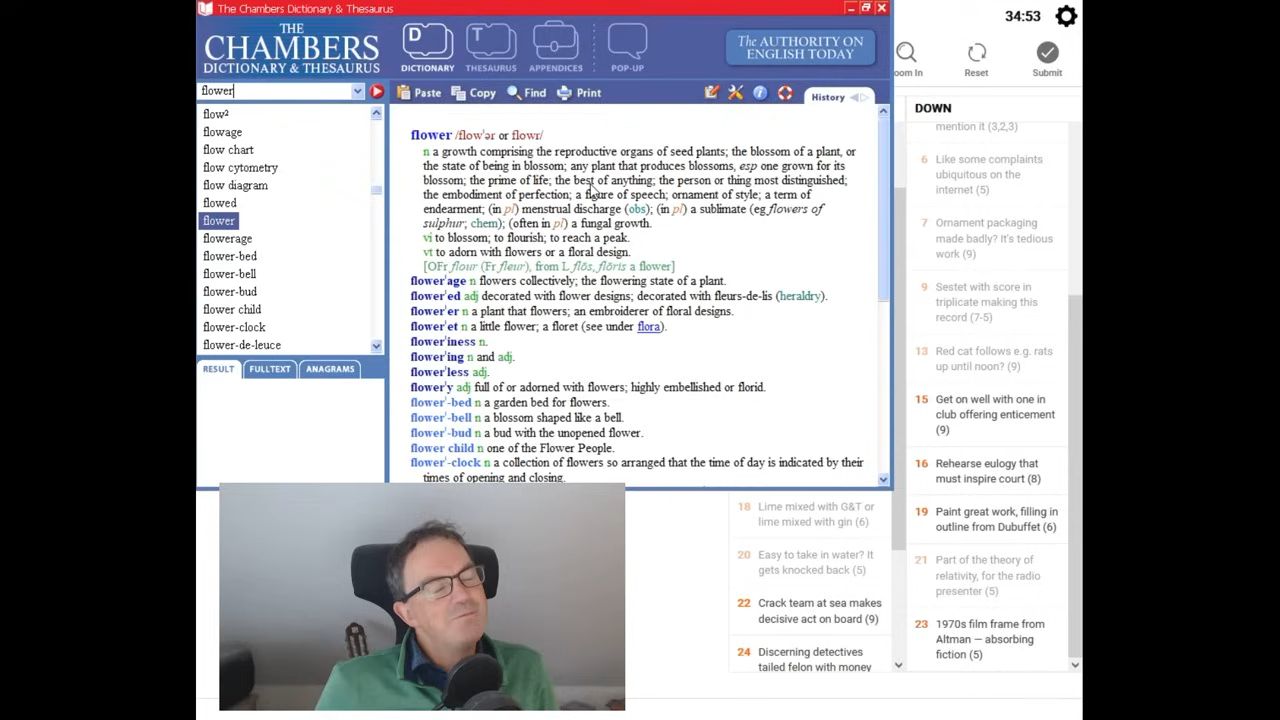 The Chambers Dictionary & Thesaurus
THE
CHAMBERS
DICTIONARY & THESAURUS
D
DICTIONARY
T
THESAURUS
APPENDICES
POP-UP
The AUTHORITY ON
ENGLISH TODAY
34:53
oom In
Reset
Submit
flower
Paste
Copy
Find
Print
History
flow²
flowage
flow chart
flow cytometry
flow diagram
flowed
flower
flowerage
flower-bed
flower-bell
flower-bud
flower child
flower-clock
flower-de-leuce
RESULT
FULLTEXT
ANAGRAMS
flower /flow'ər or flowr/
n a growth comprising the reproductive organs of seed plants; the blossom of a plant, or
the state of being in blossom; any plant that produces blossoms, esp one grown for its
blossom; the prime of life; the best of anything; the person or thing most distinguished;
the embodiment of perfection; a figure of speech; ornament of style; a term of
endearment; (in pl) menstrual discharge (obs); (in pl) a sublimate (eg flowers of
sulphur; chem); (often in pl) a fungal growth.
vi to blossom; to flourish; to reach a peak.
vt to adorn with flowers or a floral design.
[OFr flour (Fr fleur), from L flōs, flōris a flower]
flower'age n flowers collectively; the flowering state of a plant.
flower'ed adj decorated with flower designs; decorated with fleurs-de-lis (heraldry).
flower'er n a plant that flowers; an embroiderer of floral designs.
flower'et n a little flower; a floret (see under flora).
flower'iness n.
flower'ing n and adj.
flower'less adj.
flower'y adj full of or adorned with flowers; highly embellished or florid.
flower'-bed n a garden bed for flowers.
flower'-bell n a blossom shaped like a bell.
flower'-bud n a bud with the unopened flower.
flower child n one of the Flower People.
flower'-clock n a collection of flowers so arranged that the time of day is indicated by their
times of opening and closing.
18 Lime mixed with G&T or
lime mixed with gin (6)
20 Easy to take in water? It
gets knocked back (5)
22 Crack team at sea makes
decisive act on board (9)
24 Discerning detectives
tailed felon with money
DOWN
mention it (3,2,3)
6 Like some complaints
ubiquitous on the
internet (5)
7 Ornament packaging
made badly? It's tedious
work (9)
9 Sestet with score in
triplicate making this
record (7-5)
13 Red cat follows e.g. rats
up until noon? (9)
15 Get on well with one in
club offering enticement
(9)
16 Rehearse eulogy that
must inspire court (8)
19 Paint great work, filling in
outline from Dubuffet (6)
21 Part of the theory of
relativity, for the radio
presenter (5)
23 1970s film frame from
Altman — absorbing
fiction (5)